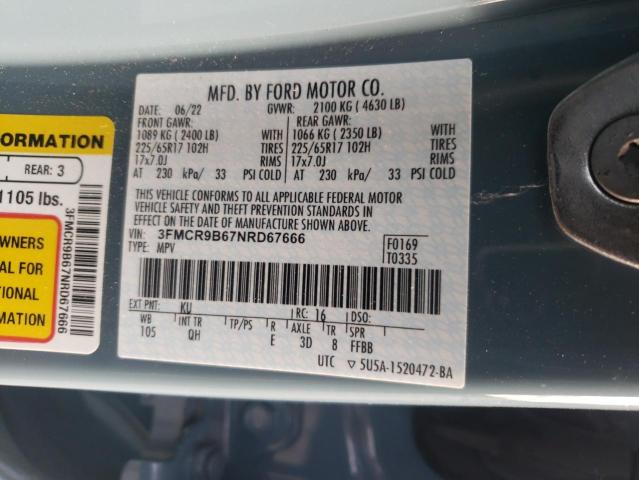 ORMATION
REAR: 3
1105 lbs.
WNERS
AL FOR
TIONAL
RMATION
3FMCR9B67NRD67666
MFD. BY FORD MOTOR CO.
DATE: 06/22 GVWR: 2100 KG ( 4630 LB)
FRONT GAWR: REAR GAWR:
1089 KG ( 2400 LB) WITH 1066 KG ( 2350 LB) WITH
225/65R17 102H TIRES 225/65R17 102H TIRES
17x7.0J RIMS 17x7.0J RIMS
AT 230 kPa/ 33 PSI COLD AT 230 kPa/ 33 PSI COLD
THIS VEHICLE CONFORMS TO ALL APPLICABLE FEDERAL MOTOR
VEHICLE SAFETY AND THEFT PREVENTION STANDARDS IN
EFFECT ON THE DATE OF MANUFACTURE SHOWN ABOVE.
VIN: 3FMCR9B67NRD67666 F0169
TYPE: MPV T0335
EXT PNT: KU RC: 16 DSO:
WB INT TR TP/PS R AXLE TR SPR
105 QH E 3D 8 FFBB
UTC ▽ 5U5A-1520472-BA